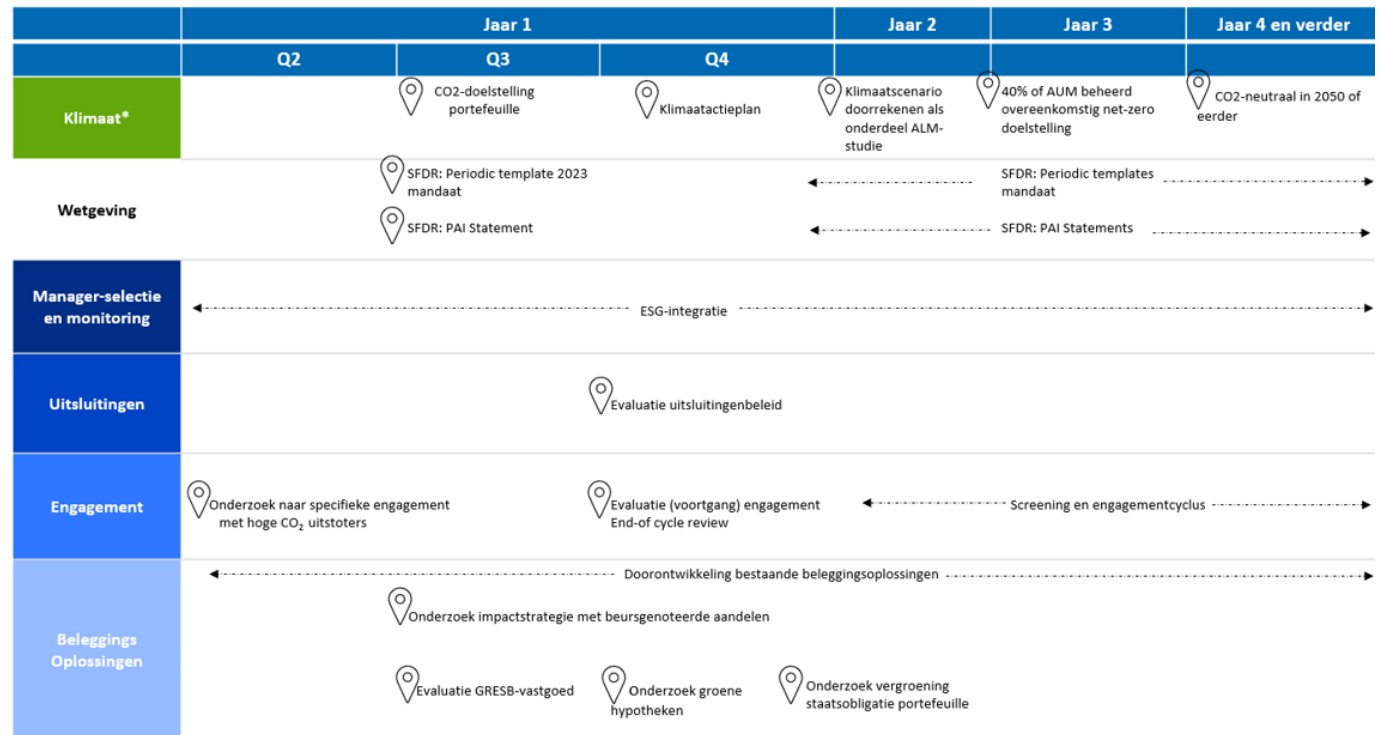 Jaar 1
Jaar 2
Jaar 3
Jaar 4 en verder
Q2
Q3
Q4
Klimaat*
CO2-doelstelling
portefeuille
Klimaatactieplan
Klimaatscenario
doorrekenen als
onderdeel ALM-
studie
40% of AUM beheerd
overeenkomstig net-zero
doelstelling
CO2-neutraal in 2050 of
eerder
Wetgeving
SFDR: Periodic template 2023
mandaat
SFDR: Periodic templates
mandaat
SFDR: PAI Statement
SFDR: PAI Statements
Manager-selectie
en monitoring
ESG-integratie
Uitsluitingen
Evaluatie uitsluitingenbeleid
Engagement
Onderzoek naar specifieke engagement
met hoge CO₂ uitstoters
Evaluatie (voortgang) engagement
End-of cycle review
Screening en engagementcyclus
Beleggings
Oplossingen
Doorontwikkeling bestaande beleggingsoplossingen
Onderzoek impactstrategie met beursgenoteerde aandelen
Evaluatie GRESB-vastgoed
Onderzoek groene
hypotheken
Onderzoek vergroening
staatsobligatie portefeuille